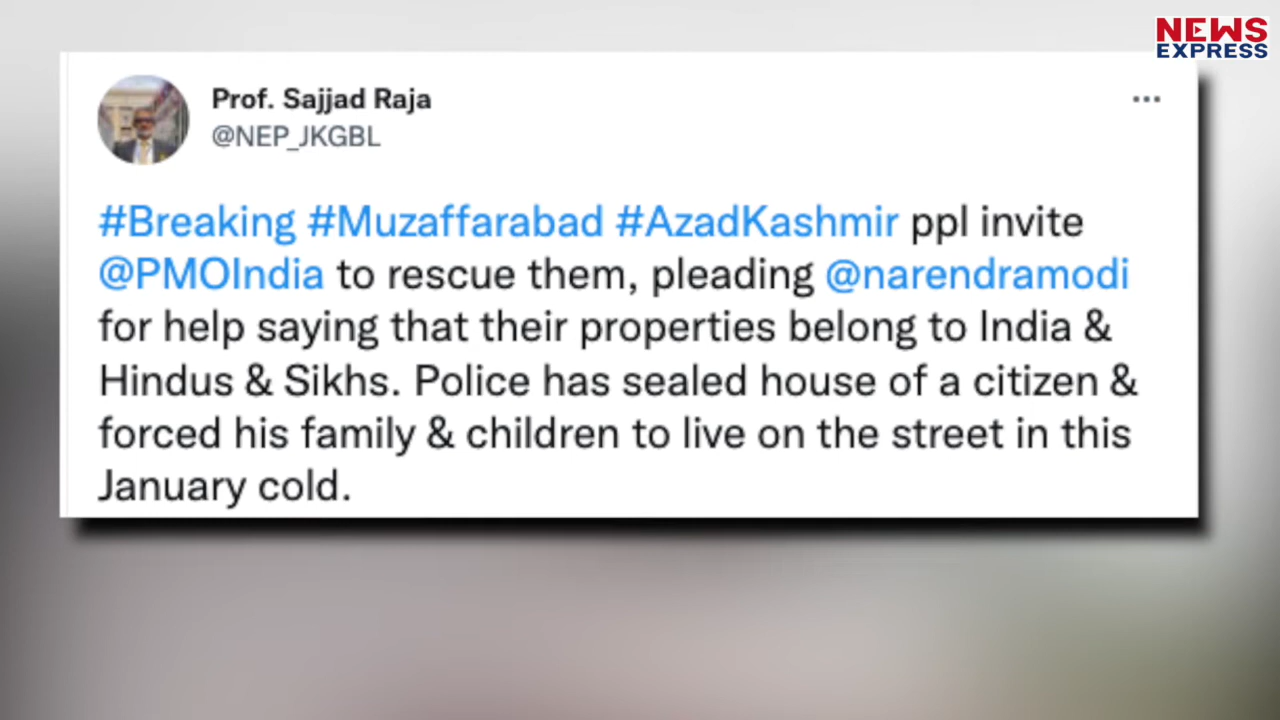 NEWS
EXPRESS
Prof. Sajjad Raja
@NEP_JKGBL
#Breaking #Muzaffarabad #AzadKashmir ppl invite
@PMOIndia to rescue them, pleading @narendramodi
for help saying that their properties belong to India &
Hindus & Sikhs. Police has sealed house of a citizen &
forced his family & children to live on the street in this
January cold.